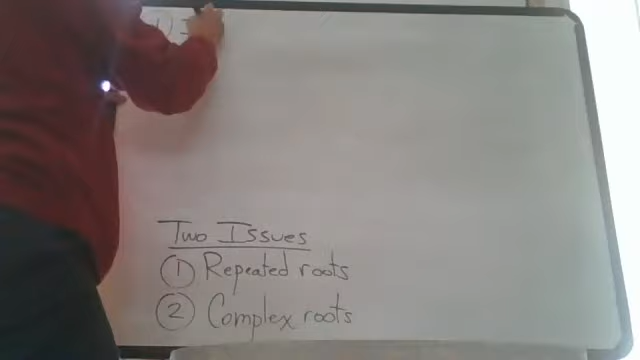 Two Issues
① Repeated roots
② Complex roots